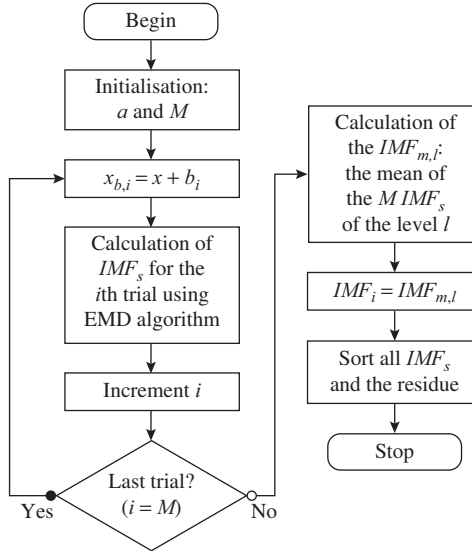 Begin
Initialisation:
a and M
x_{b,i} = x + b_i
Calculation of
IMF_s for the
ith trial using
EMD algorithm
Increment i
Last trial?
(i = M)
Yes
No
Calculation of
the IMF_{m,l}:
the mean of
the M IMF_s
of the level l
IMF_i = IMF_{m,l}
Sort all IMF_s
and the residue
Stop